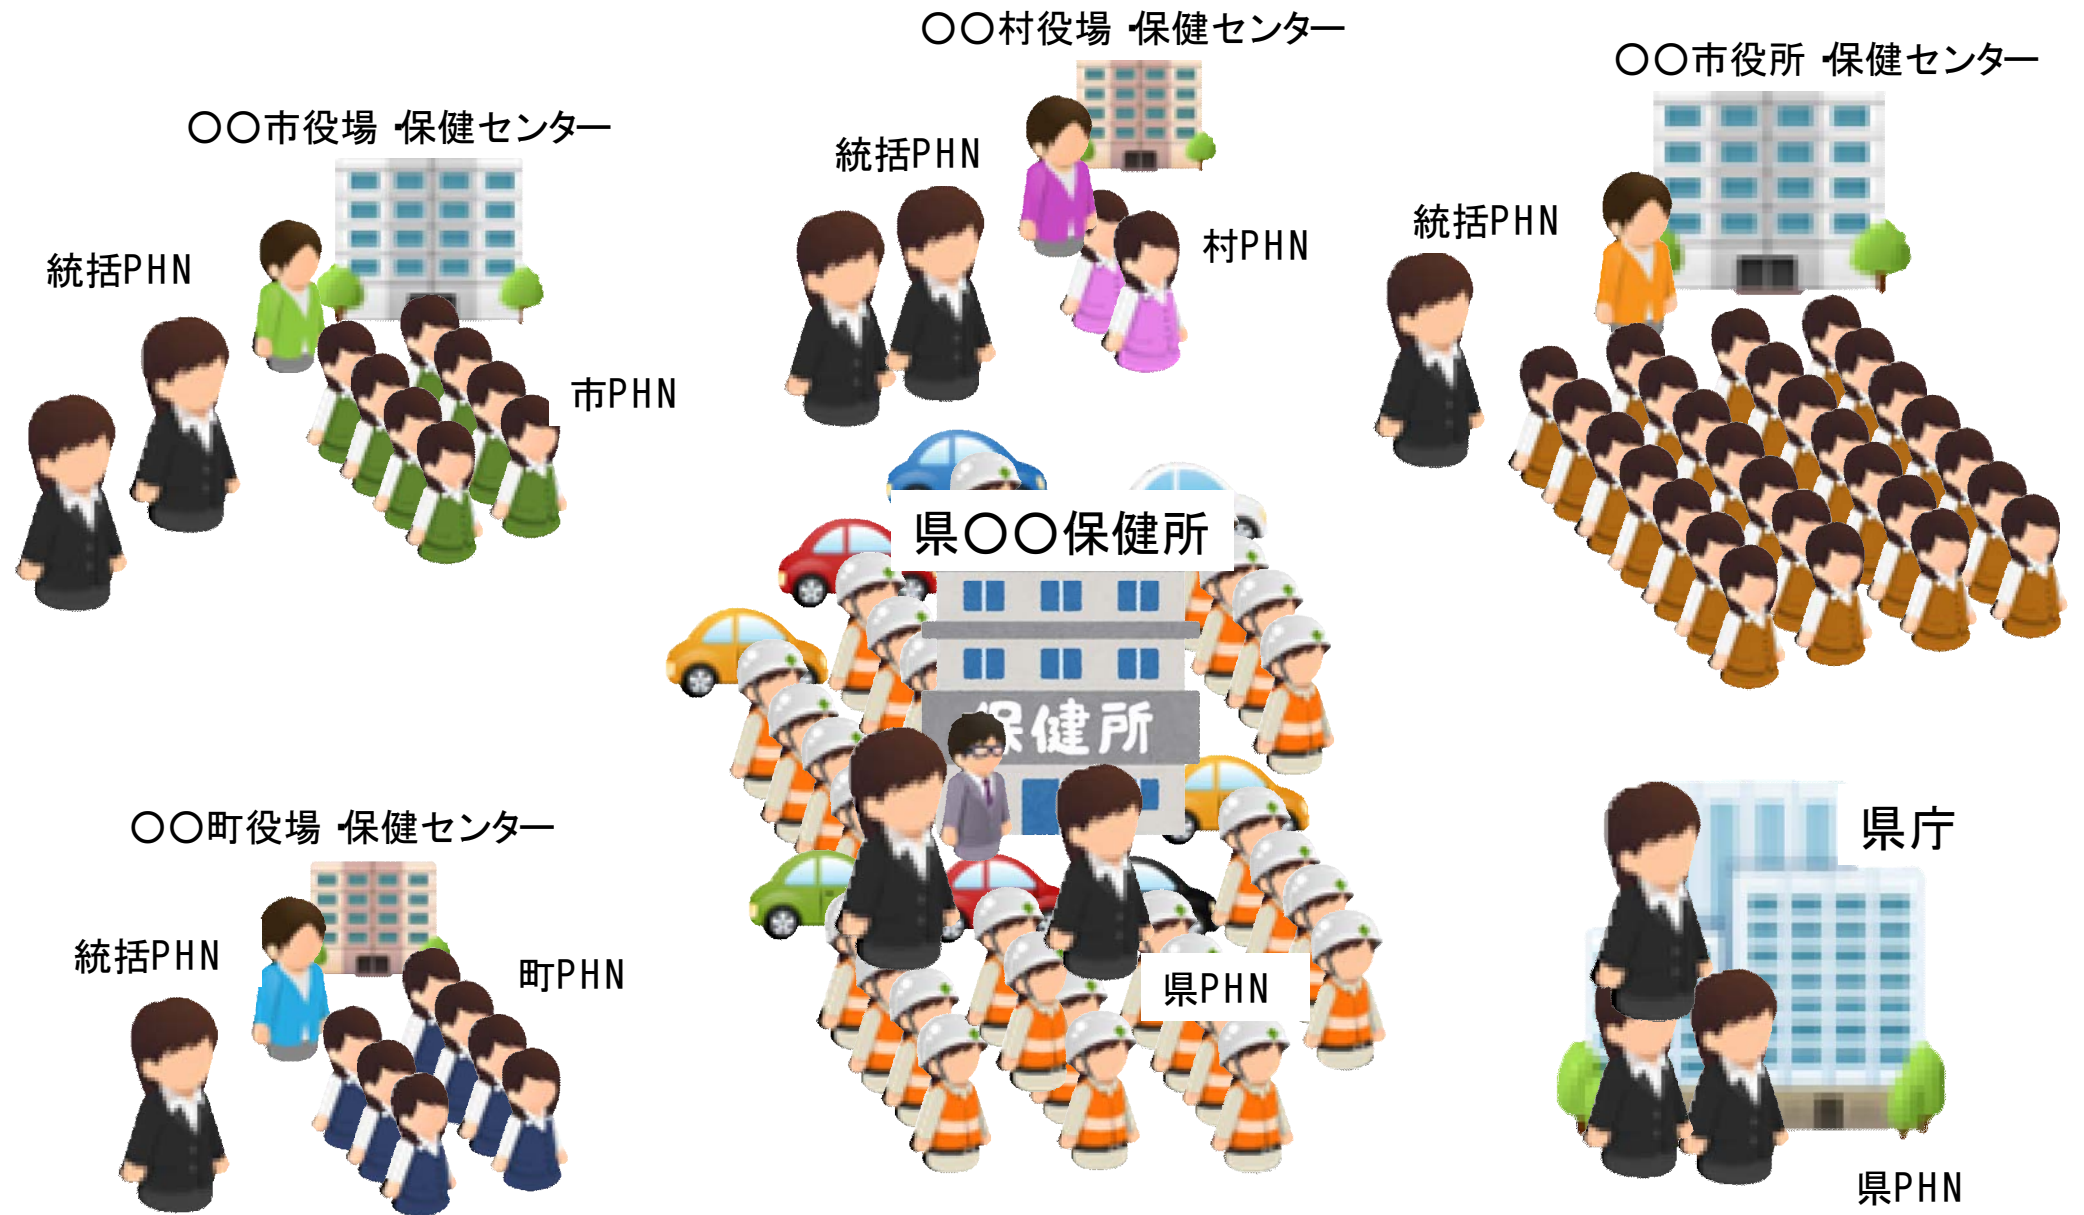 〇〇村役場・保健センター
〇〇市役所・保健センター
〇〇市役場・保健センター
統括PHN
統括PHN
村PHN
統括PHN
市PHN
県〇〇保健所
保健所
〇〇町役場・保健センター
県庁
統括PHN
町PHN
県PHN
県PHN